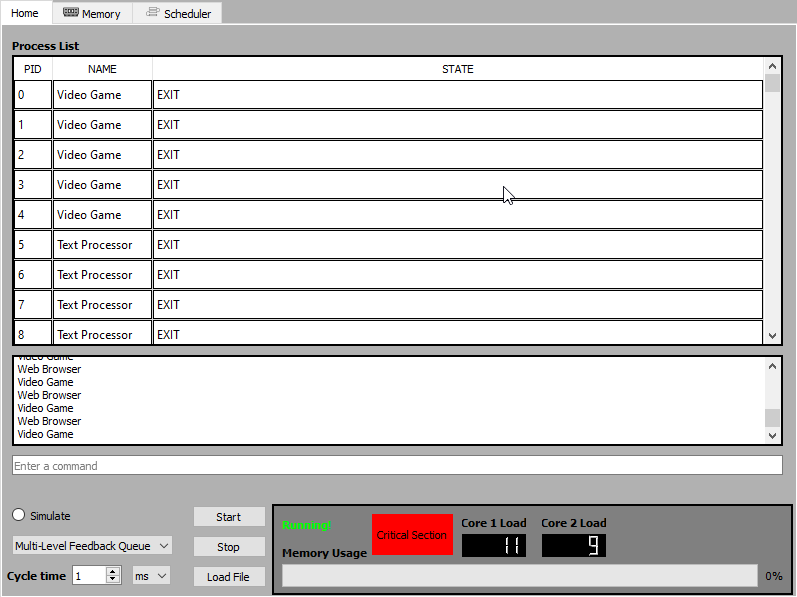 Home Memory Scheduler
Process List
PID NAME STATE
0 Video Game EXIT
1 Video Game EXIT
2 Video Game EXIT
3 Video Game EXIT
4 Video Game EXIT
5 Text Processor EXIT
6 Text Processor EXIT
7 Text Processor EXIT
8 Text Processor EXIT
Video Game
Web Browser
Video Game
Web Browser
Video Game
Web Browser
Video Game
Enter a command
Simulate Start
Running! Critical Section Core 1 Load Core 2 Load
Multi-Level Feedback Queue Stop
11 9
Memory Usage
Cycle time 1 ms Load File
0%